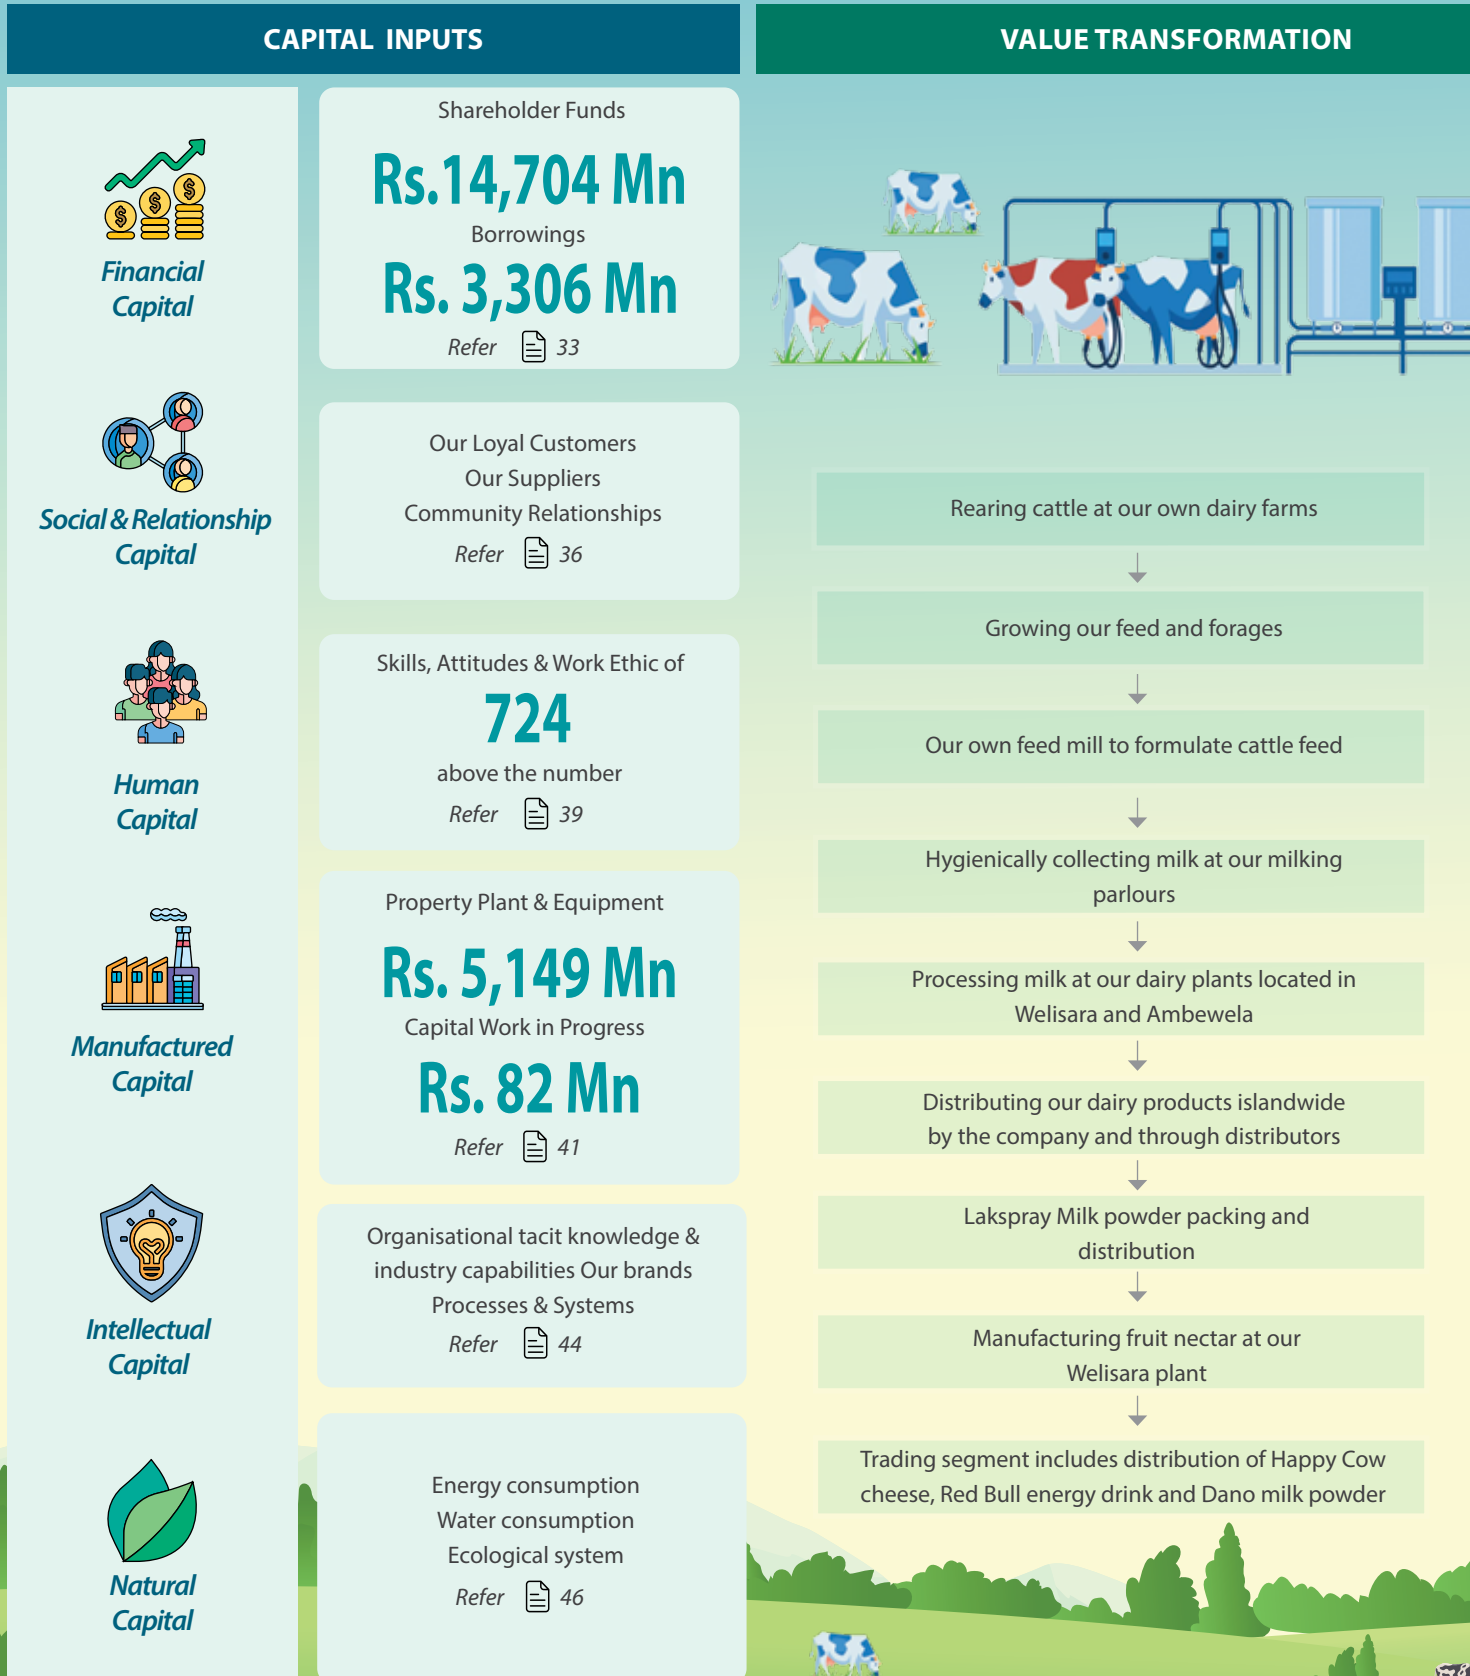 CAPITAL INPUTS
Financial
Capital
Shareholder Funds
Rs.14,704 Mn
Borrowings
Rs. 3,306 Mn
Refer 33
Social & Relationship
Capital
Our Loyal Customers
Our Suppliers
Community Relationships
Refer 36
Human
Capital
Skills, Attitudes & Work Ethic of
724
above the number
Refer 39
Manufactured
Capital
Property Plant & Equipment
Rs. 5,149 Mn
Capital Work in Progress
Rs. 82 Mn
Refer 41
Intellectual
Capital
Organisational tacit knowledge &
industry capabilities Our brands
Processes & Systems
Refer 44
Natural
Capital
Energy consumption
Water consumption
Ecological system
Refer 46
VALUE TRANSFORMATION
Rearing cattle at our own dairy farms
Growing our feed and forages
Our own feed mill to formulate cattle feed
Hygienically collecting milk at our milking
parlours
Processing milk at our dairy plants located in
Welisara and Ambewela
Distributing our dairy products islandwide
by the company and through distributors
Lakspray Milk powder packing and
distribution
Manufacturing fruit nectar at our
Welisara plant
Trading segment includes distribution of Happy Cow
cheese, Red Bull energy drink and Dano milk powder